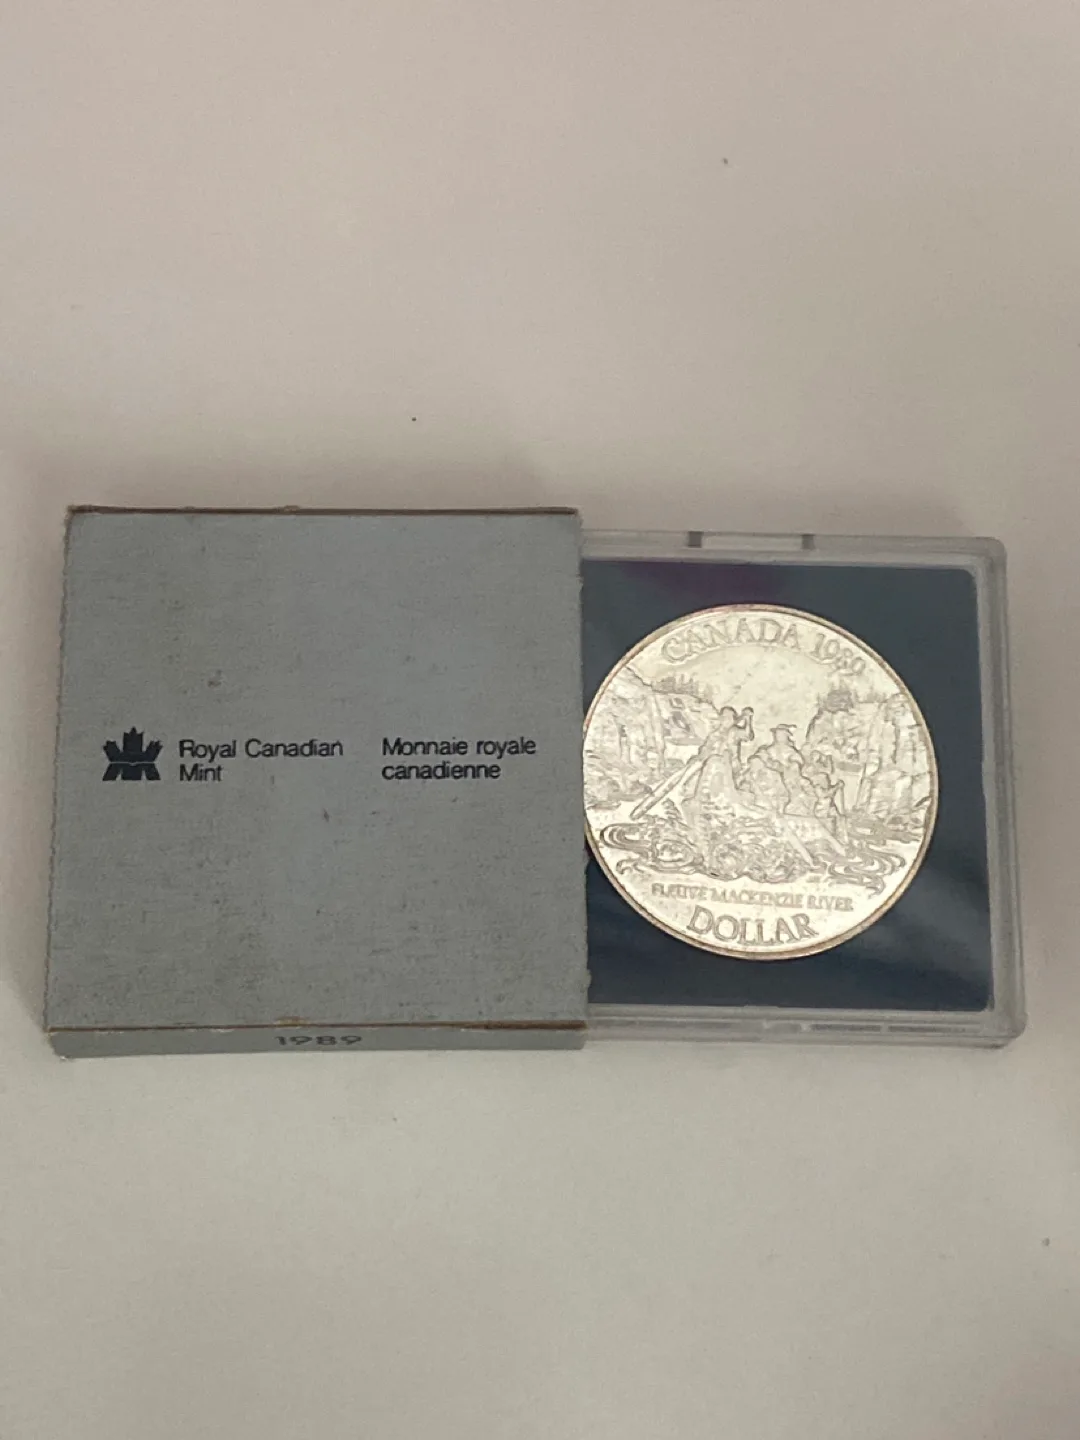 Royal Canadian
Mint
Monnaie royale
canadienne
1989
CANADA 1989
FLEUVE MACKENZIE RIVER
DOLLAR